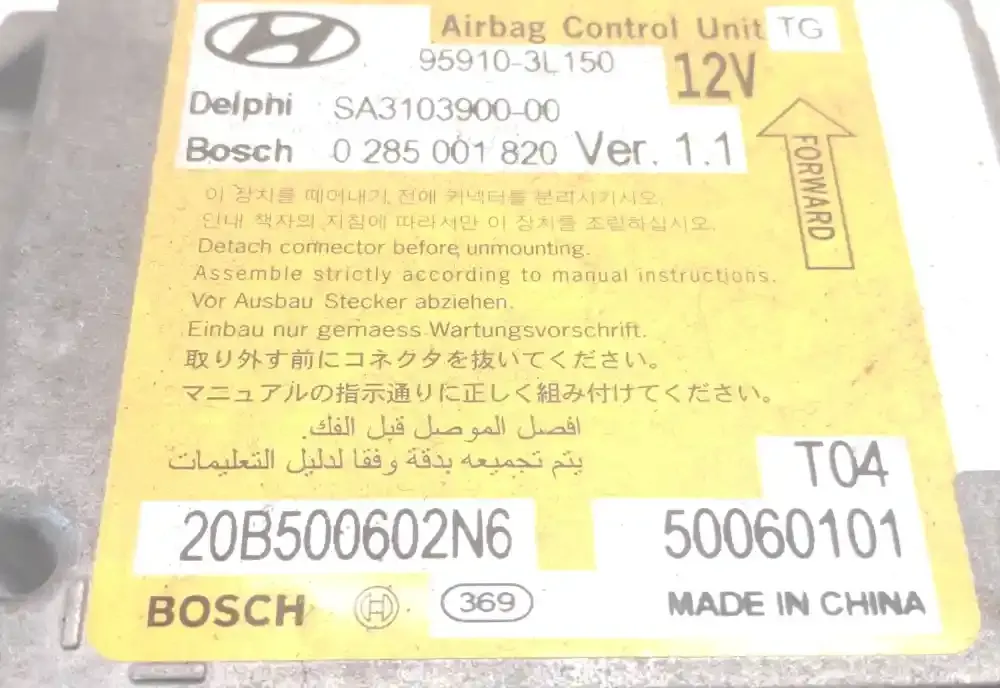 Airbag Control Unit TG
95910-3L150
12V
Delphi SA3103900-00
Bosch 0 285 001 820 Ver. 1.1
FORWARD
이 장치를 떼어내기 전에 커넥터를 분리시키시오.
안내 책자의 지침에 따라서만 이 장치를 조립하십시오.
Detach connector before unmounting.
Assemble strictly according to manual instructions.
Vor Ausbau Stecker abziehen.
Einbau nur gemaess Wartungsvorschrift.
取り外す前にコネクタを抜いてください。
マニュアルの指示通りに正しく組み付けてください。
افصل الموصل قبل الفك.
يتم تجميعه بدقة وفقا لدليل التعليمات
T04
20B500602N6 50060101
BOSCH 369 MADE IN CHINA